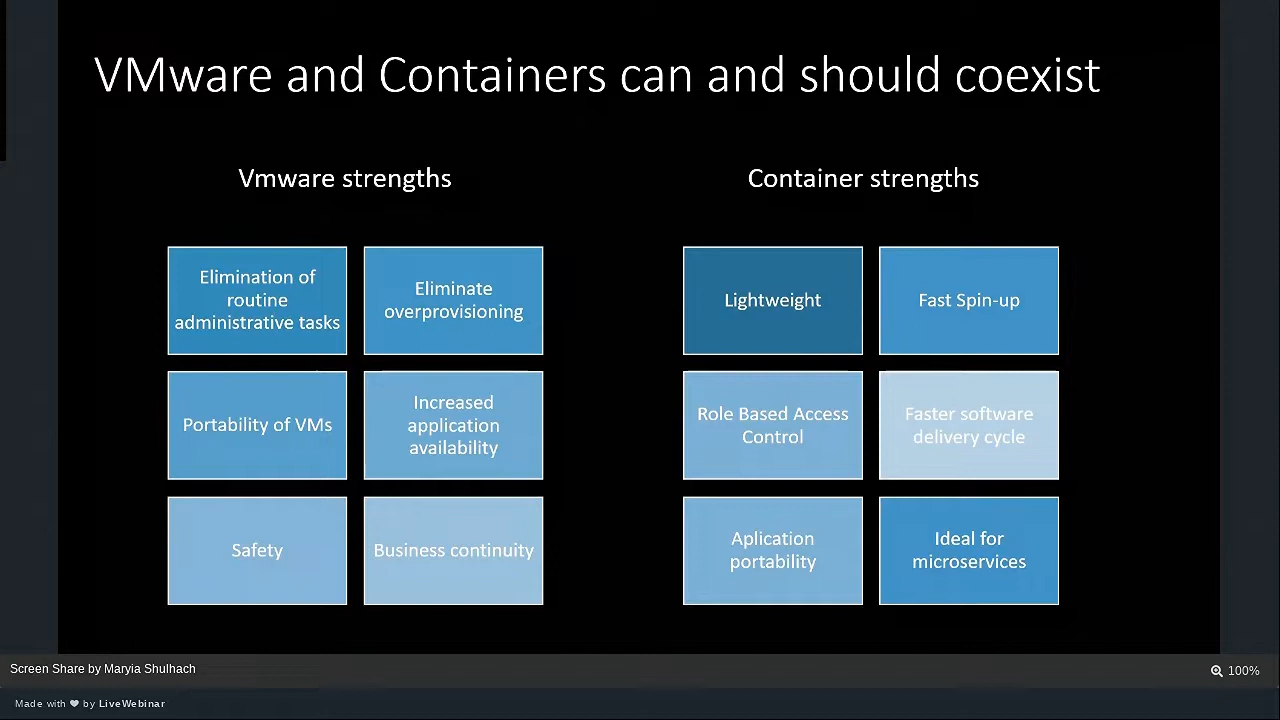 VMware and Containers can and should coexist
Vmware strengths
Elimination of
routine
administrative tasks
Eliminate
overprovisioning
Portability of VMs
Increased
application
availability
Safety
Business continuity
Container strengths
Lightweight
Fast Spin-up
Role Based Access
Control
Faster software
delivery cycle
Aplication
portability
Ideal for
microservices
Screen Share by Maryia Shulhach
100%
Made with ❤ by LiveWebinar